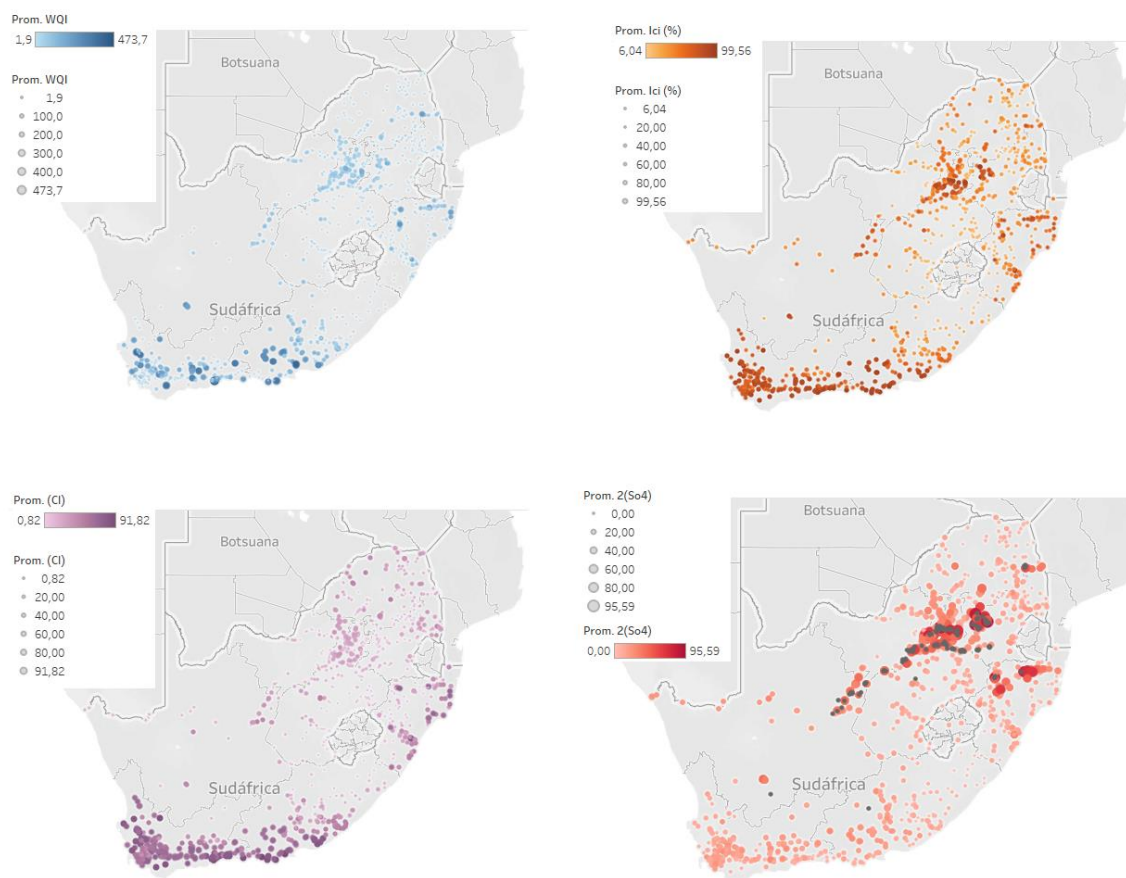 Prom. WQI
1,9 473,7
Prom. WQI
1,9
100,0
200,0
300,0
400,0
473,7
Botsuana
Sudáfrica
Prom. Ici (%)
6,04 99,56
Prom. Ici (%)
6,04
20,00
40,00
60,00
80,00
99,56
Botsuana
Sudáfrica
Prom. (Cl)
0,82 91,82
Prom. (Cl)
0,82
20,00
40,00
60,00
80,00
91,82
Botsuana
Sudáfrica
Prom. 2(So4)
0,00
20,00
40,00
60,00
80,00
95,59
Prom. 2(So4)
0,00 95,59
Botsuana
Sudáfrica